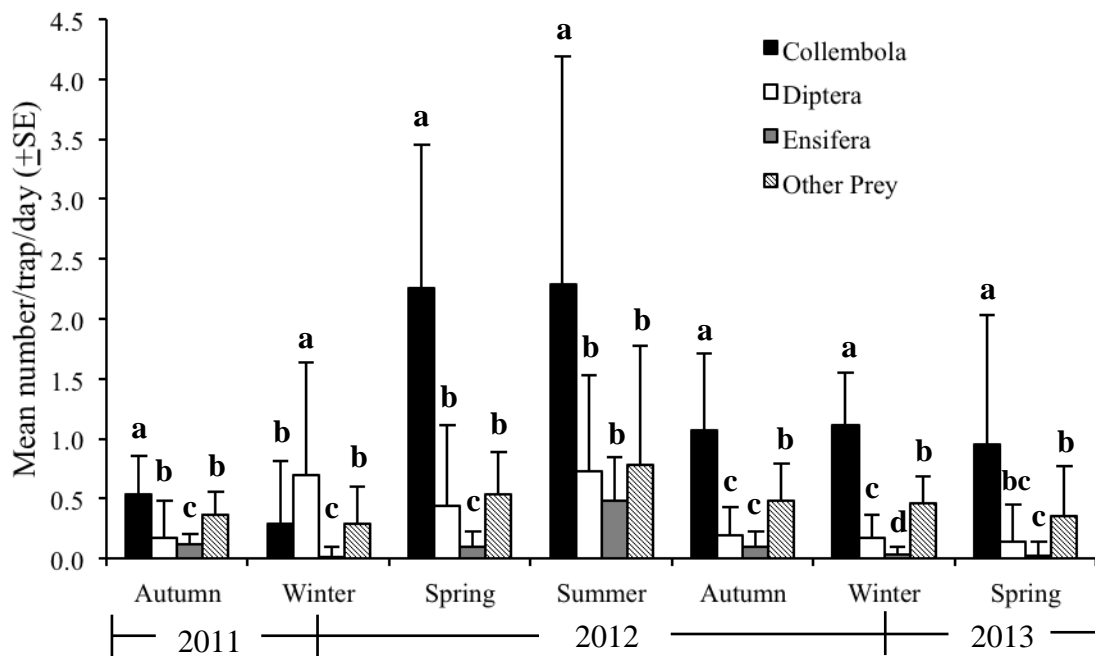 Mean number/trap/day (±SE)
4.5
4.0
3.5
3.0
2.5
2.0
1.5
1.0
0.5
0.0
Collembola
Diptera
Ensifera
Other Prey
a
b
c
b
b
a
c
b
a
b
c
b
a
b
b
b
a
c
c
b
a
c
d
b
a
bc
c
b
Autumn Winter Spring Summer Autumn Winter Spring
2011 2012 2013